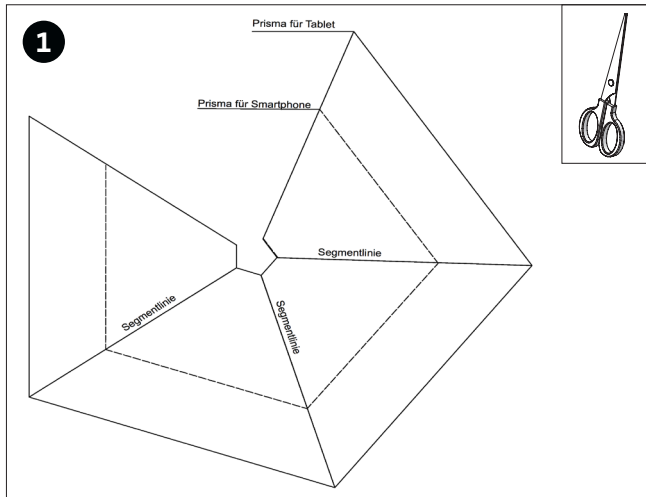 1
Prisma für Tablet
Prisma für Smartphone
Segmentlinie
Segmentlinie
Segmentlinie